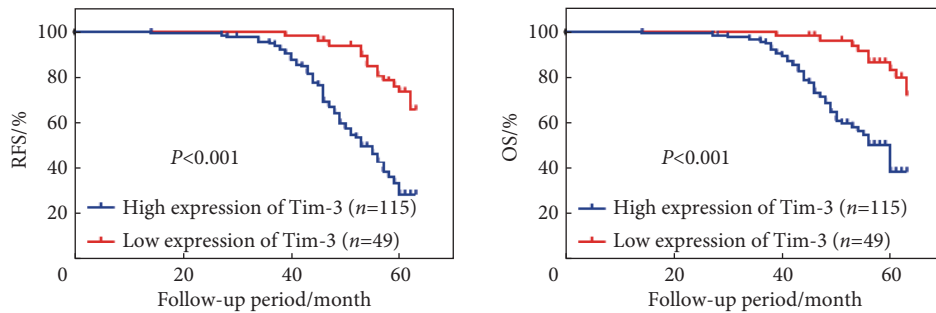 100
80
60
40
20
0
20
40
60
RFS/%
P<0.001
High expression of Tim-3 (n=115)
Low expression of Tim-3 (n=49)
Follow-up period/month
100
80
60
40
20
0
20
40
60
OS/%
P<0.001
High expression of Tim-3 (n=115)
Low expression of Tim-3 (n=49)
Follow-up period/month